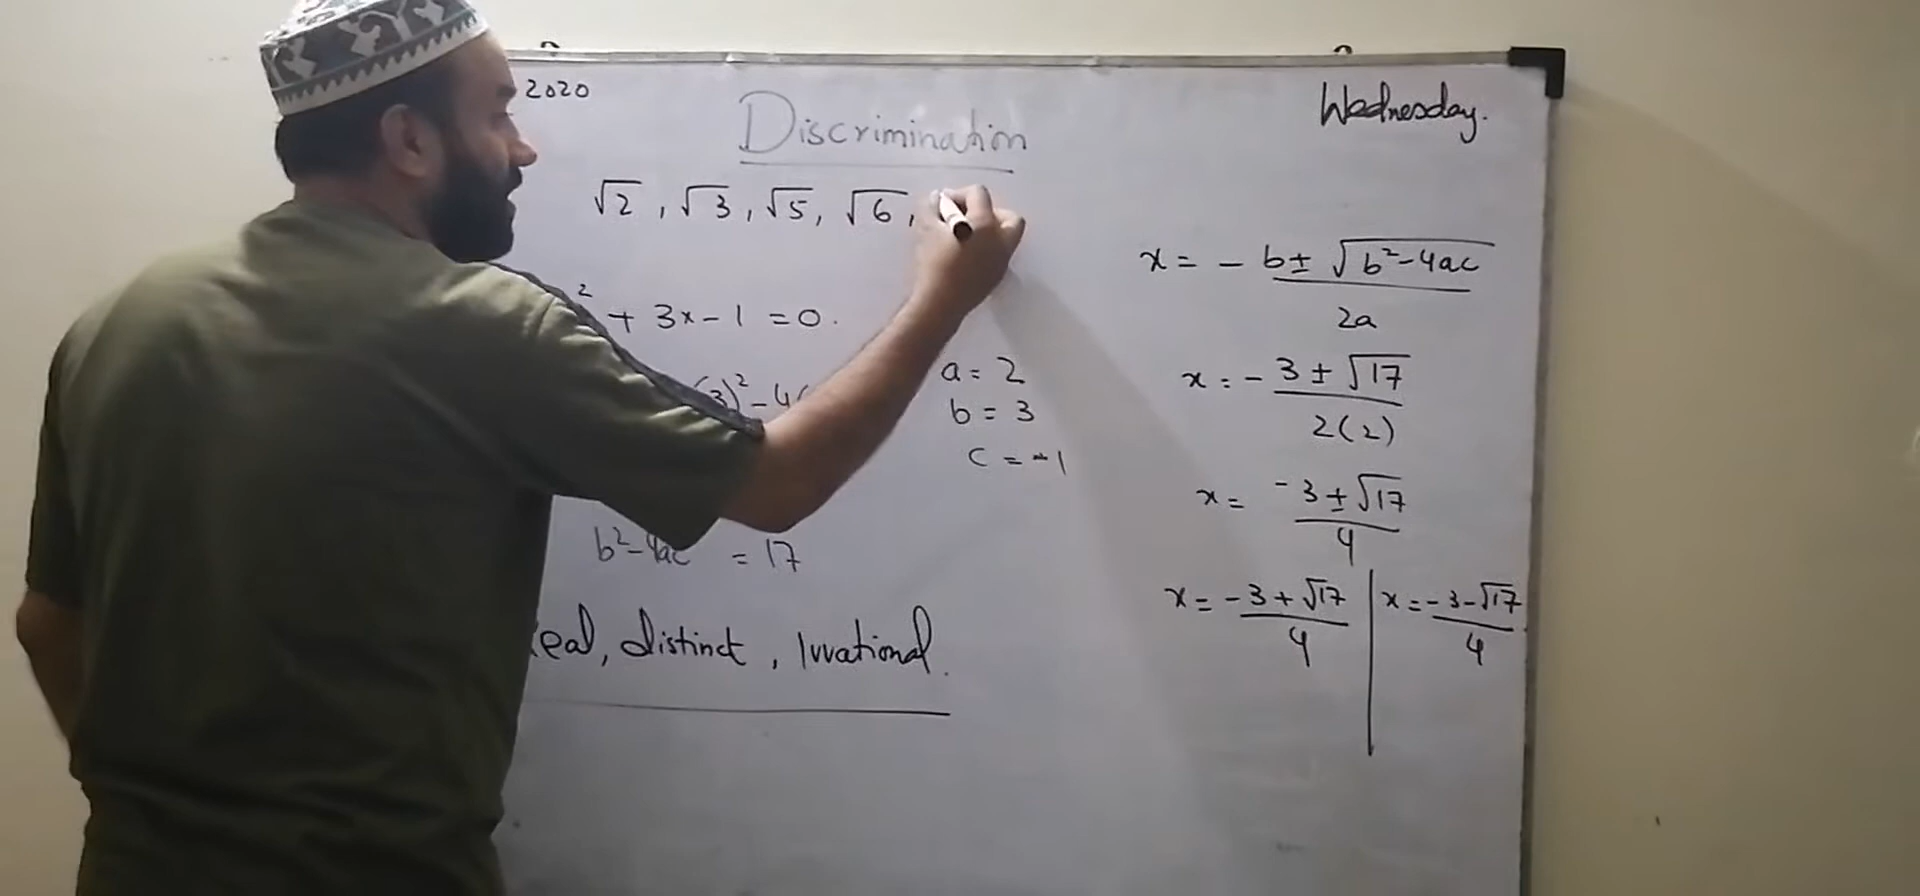 2020
Wednesday.
Discrimination
√2 , √3 , √5 , √6 ,
² + 3x - 1 = 0 .
(3)² - 4(
a = 2
b = 3
c = -1
b² - 4ac = 17
eal, distinct , Irrational.
x = - b ± √b² - 4ac
2a
x = - 3 ± √17
2(2)
x = -3 ± √17
4
x = -3 + √17 | x = -3 - √17
4 | 4